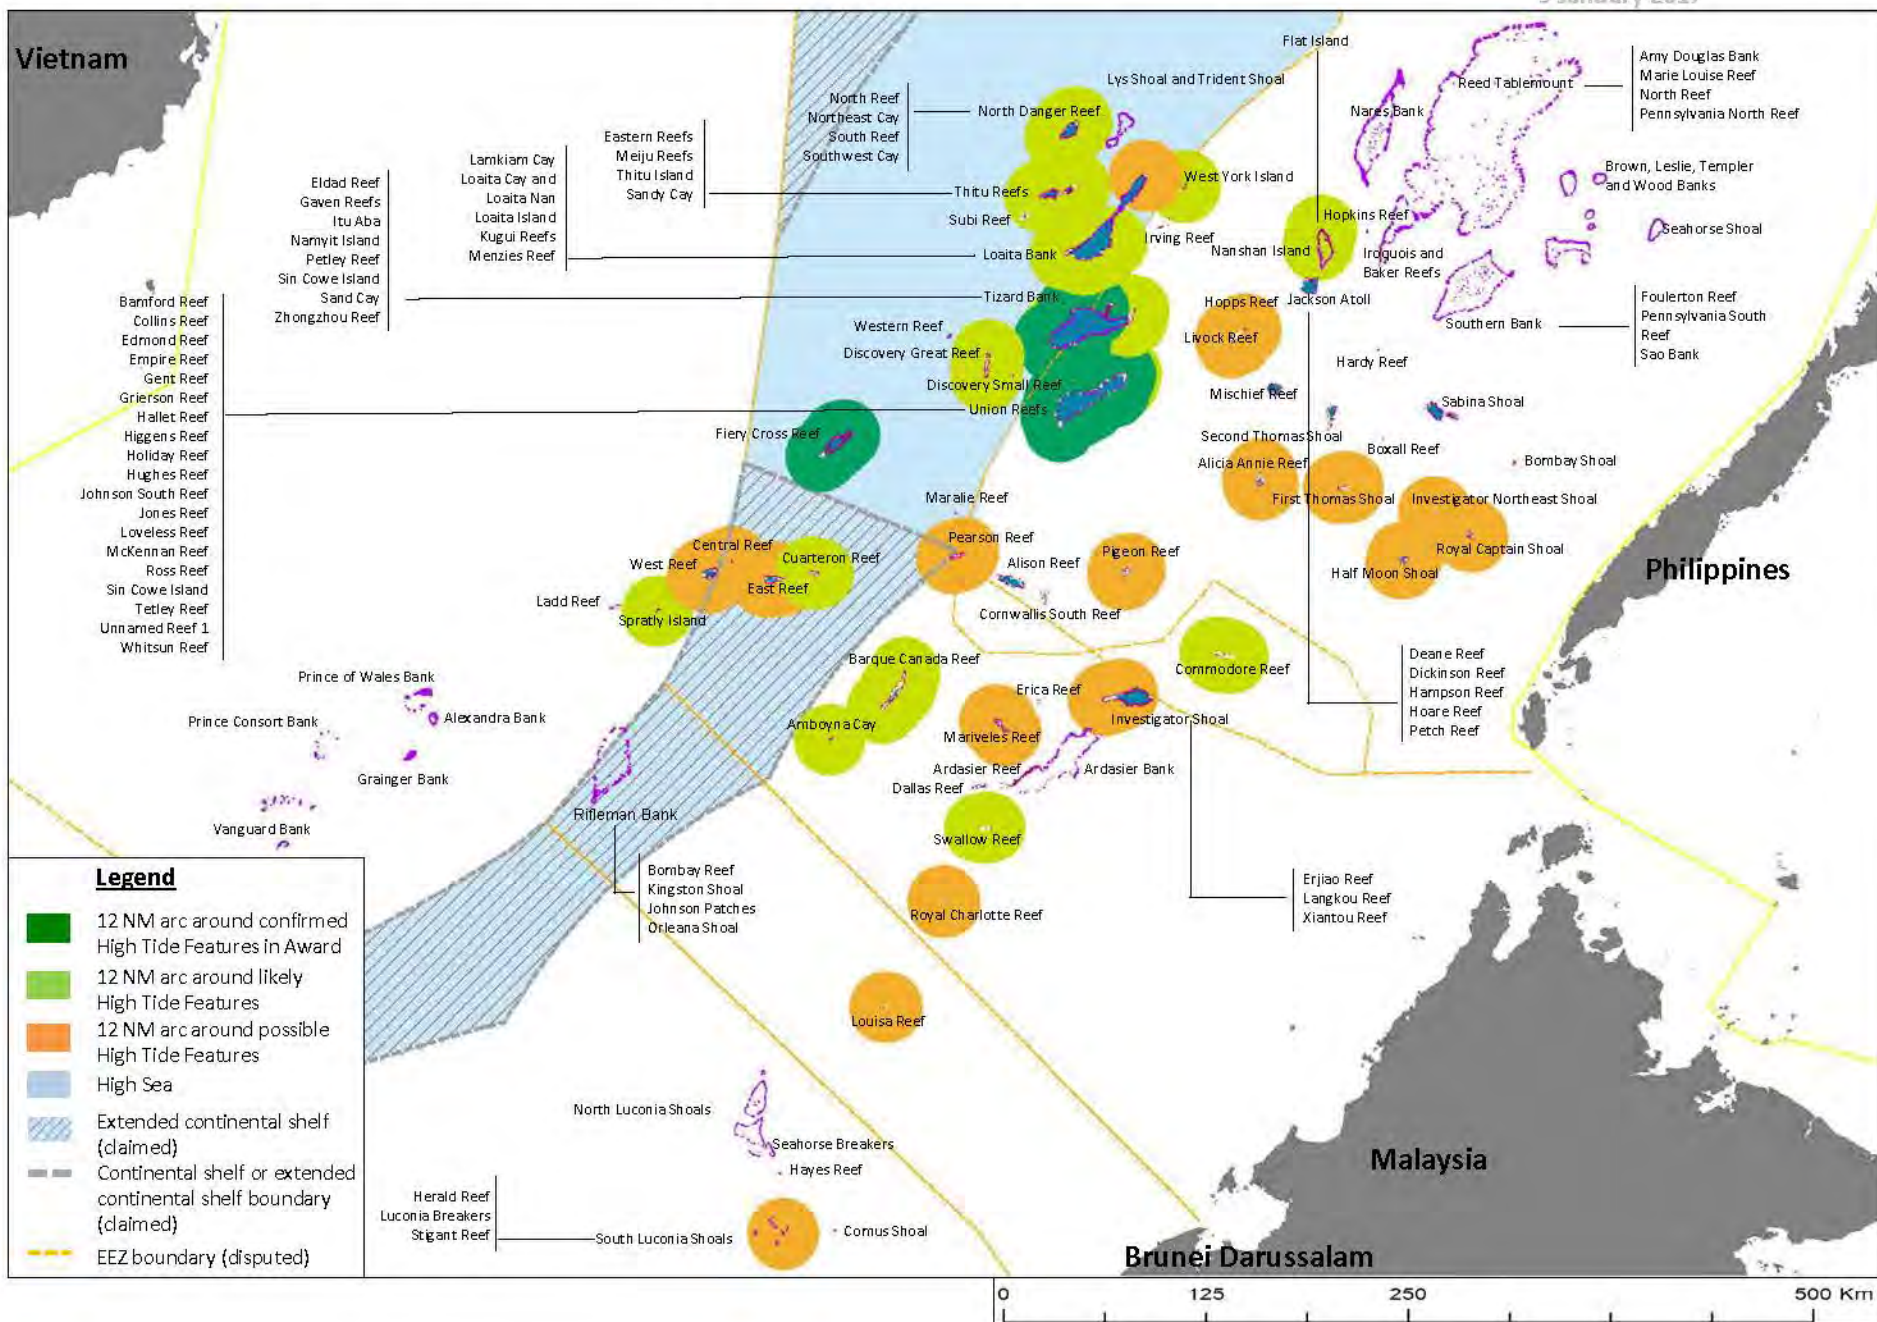 Vietnam
Flat Island
Lys Shoal and Trident Shoal
Reed Tablemount
Nares Bank
Amy Douglas Bank
Marie Louise Reef
North Reef
Pennsylvania North Reef
North Reef
Northeast Cay
South Reef
Southwest Cay
North Danger Reef
Eastern Reefs
Meiju Reefs
Thitu Island
Sandy Cay
Lamkiam Cay
Loaita Cay and
Loaita Nan
Loaita Island
Kugui Reefs
Menzies Reef
Eldad Reef
Gaven Reefs
Itu Aba
Namyit Island
Petley Reef
Sin Cowe Island
Sand Cay
Zhongzhou Reef
Thitu Reefs
West York Island
Brown, Leslie, Templer
and Wood Banks
Subi Reef
Irving Reef
Hopkins Reef
Seahorse Shoal
Loaita Bank
Nanshan Island
Iroquois and
Baker Reefs
Tizard Bank
Hopps Reef
Jackson Atoll
Livock Reef
Southern Bank
Foulerton Reef
Pennsylvania South
Reef
Sao Bank
Bamford Reef
Collins Reef
Edmond Reef
Empire Reef
Gent Reef
Grierson Reef
Hallet Reef
Higgens Reef
Holiday Reef
Hughes Reef
Johnson South Reef
Jones Reef
Loveless Reef
McKennan Reef
Ross Reef
Sin Cowe Island
Tetley Reef
Unnamed Reef 1
Whitsun Reef
Western Reef
Discovery Great Reef
Discovery Small Reef
Union Reefs
Hardy Reef
Mischief Reef
Sabina Shoal
Fiery Cross Reef
Second Thomas Shoal
Boxall Reef
Alicia Annie Reef
Bombay Shoal
First Thomas Shoal
Investigator Northeast Shoal
Maralie Reef
Pearson Reef
Alison Reef
Pigeon Reef
Royal Captain Shoal
Half Moon Shoal
Philippines
Central Reef
West Reef
Cuarteron Reef
East Reef
Ladd Reef
Spratly Island
Cornwallis South Reef
Barque Canada Reef
Commodore Reef
Deane Reef
Dickinson Reef
Hampson Reef
Hoare Reef
Petch Reef
Prince of Wales Bank
Prince Consort Bank
Alexandra Bank
Grainger Bank
Vanguard Bank
Amboyna Cay
Erica Reef
Investigator Shoal
Mariveles Reef
Ardasier Reef
Ardasier Bank
Dallas Reef
Rifleman Bank
Swallow Reef
Bombay Reef
Kingston Shoal
Johnson Patches
Orleana Shoal
Erjiao Reef
Langkou Reef
Xiantou Reef
Royal Charlotte Reef
Louisa Reef
Legend
12 NM arc around confirmed
High Tide Features in Award
12 NM arc around likely
High Tide Features
12 NM arc around possible
High Tide Features
High Sea
Extended continental shelf
(claimed)
Continental shelf or extended
continental shelf boundary
(claimed)
EEZ boundary (disputed)
North Luconia Shoals
Seahorse Breakers
Hayes Reef
Herald Reef
Luconia Breakers
Stigant Reef
South Luconia Shoals
Cornus Shoal
Malaysia
Brunei Darussalam
0 125 250 500 Km